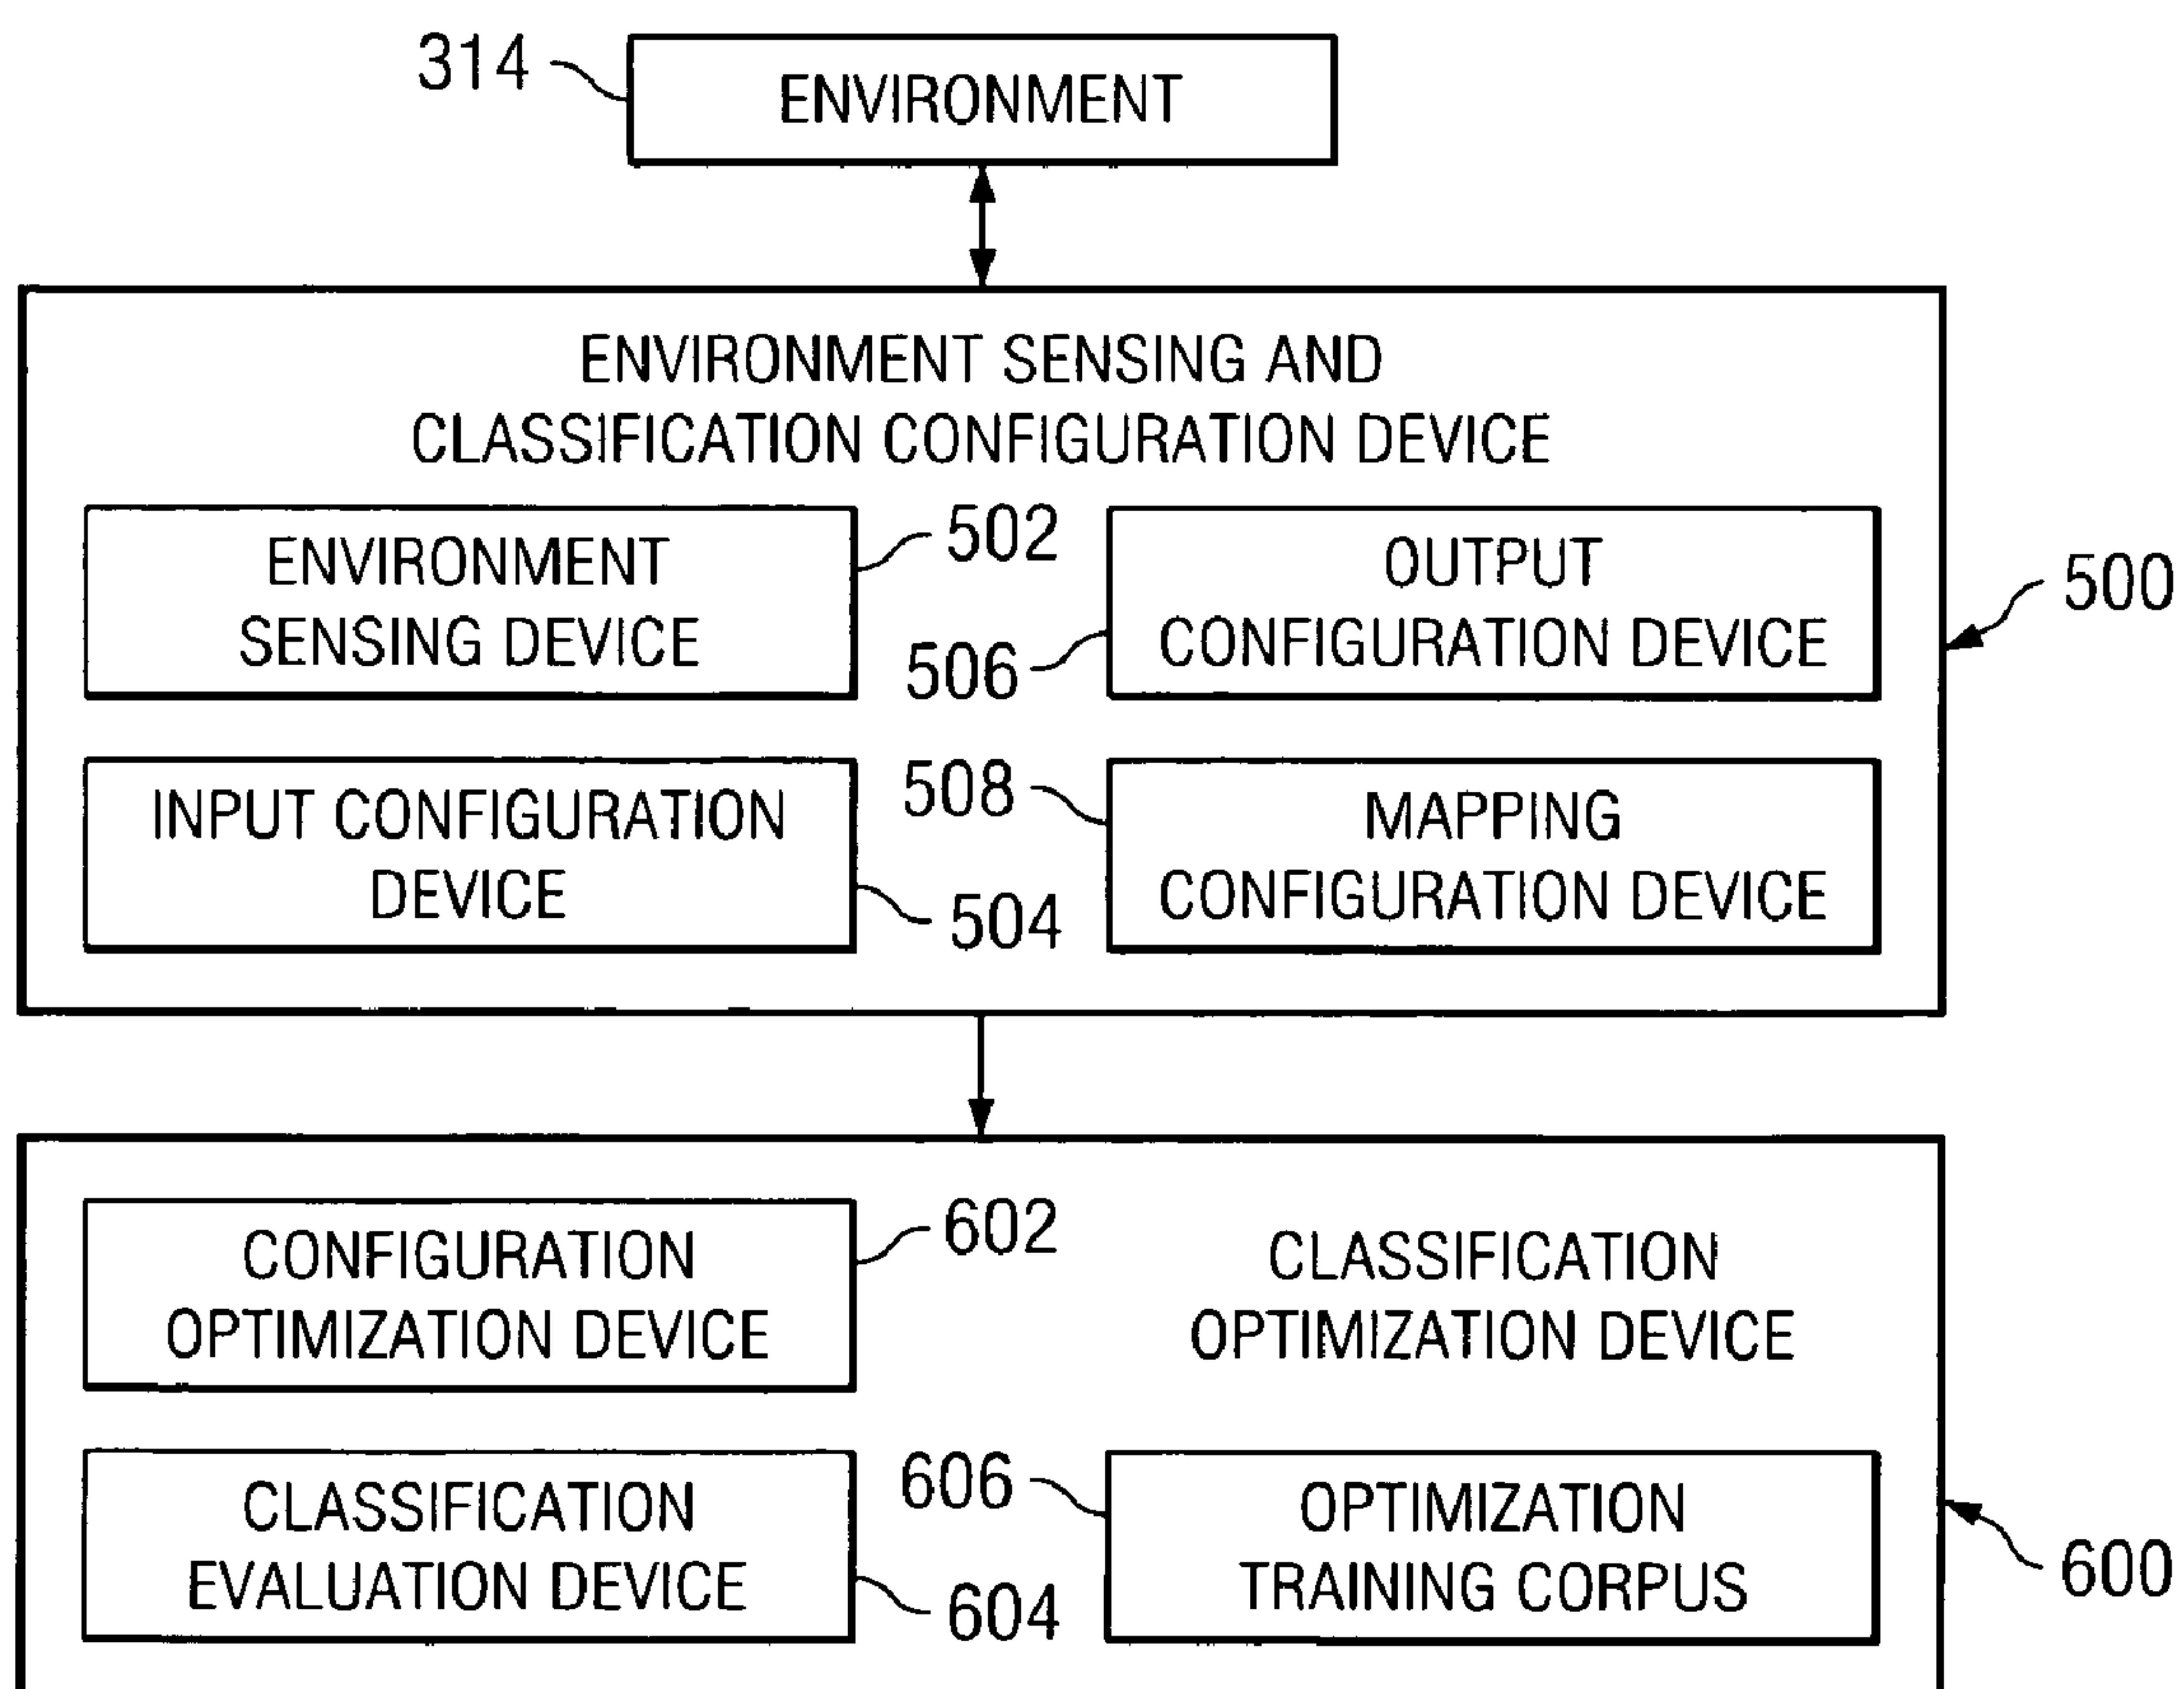 314
ENVIRONMENT
ENVIRONMENT SENSING AND
CLASSIFICATION CONFIGURATION DEVICE
ENVIRONMENT
SENSING DEVICE
502
506
OUTPUT
CONFIGURATION DEVICE
500
INPUT CONFIGURATION
DEVICE
504
508
MAPPING
CONFIGURATION DEVICE
CONFIGURATION
OPTIMIZATION DEVICE
602
CLASSIFICATION
OPTIMIZATION DEVICE
CLASSIFICATION
EVALUATION DEVICE
604
606
OPTIMIZATION
TRAINING CORPUS
600